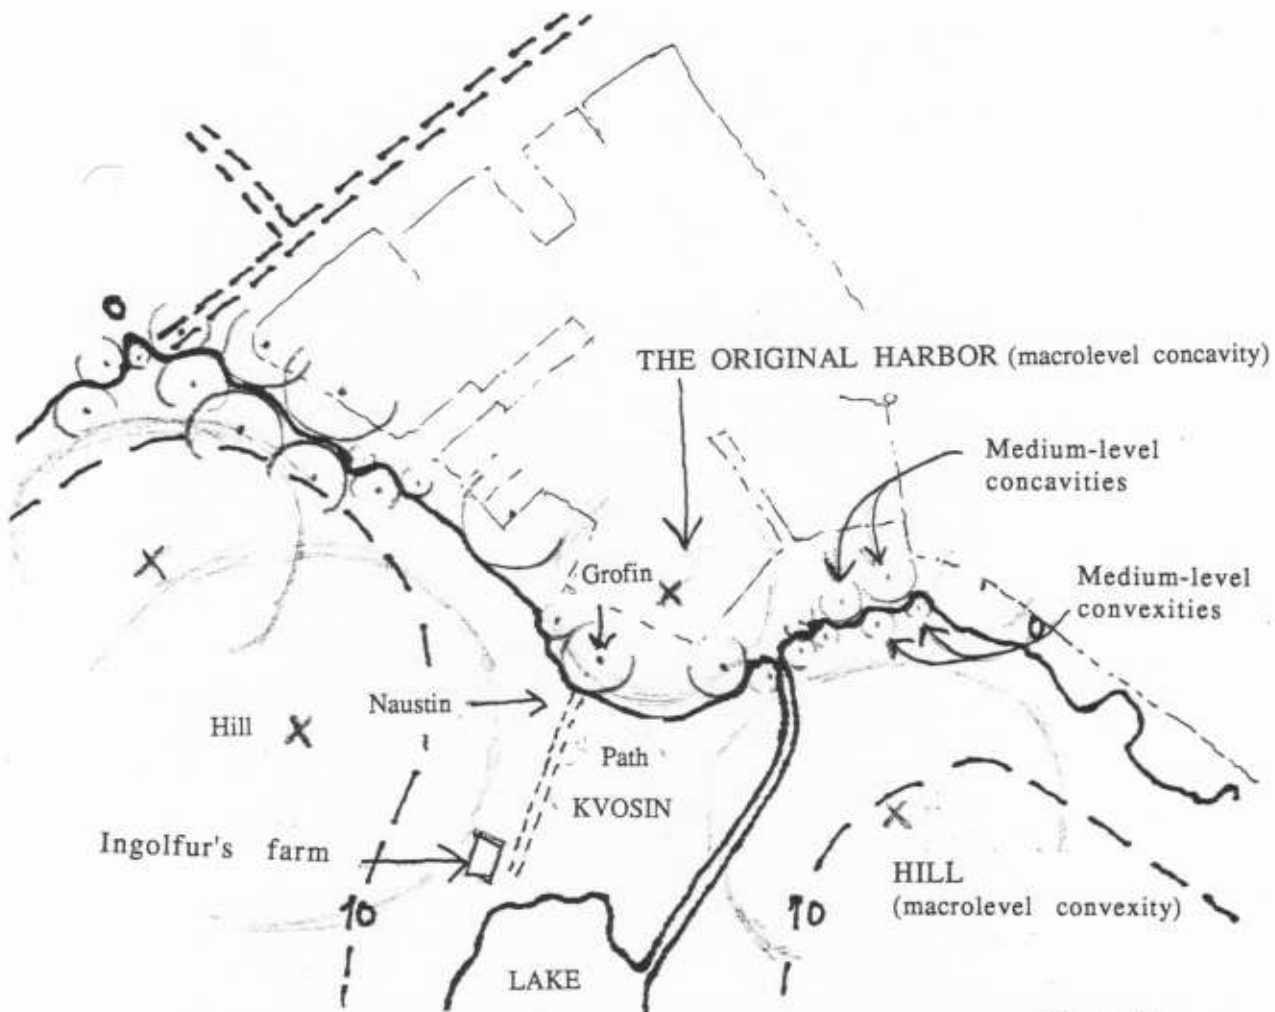 THE ORIGINAL HARBOR (macrolevel concavity)
Medium-level
concavities
Grofin
Medium-level
convexities
Naustin
Hill
Path
KVOSIN
Ingolfur's farm
HILL
(macrolevel convexity)
10
10
LAKE
O
O